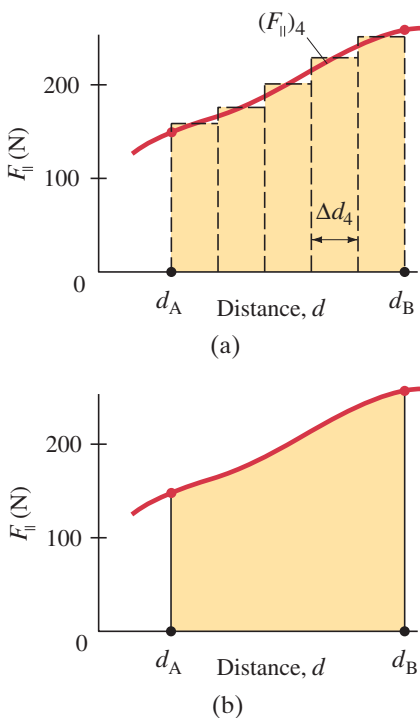 (F∥)4
200
F∥ (N)
100
Δd4
0
dA Distance, d dB
(a)
200
F∥ (N)
100
0
dA Distance, d dB
(b)